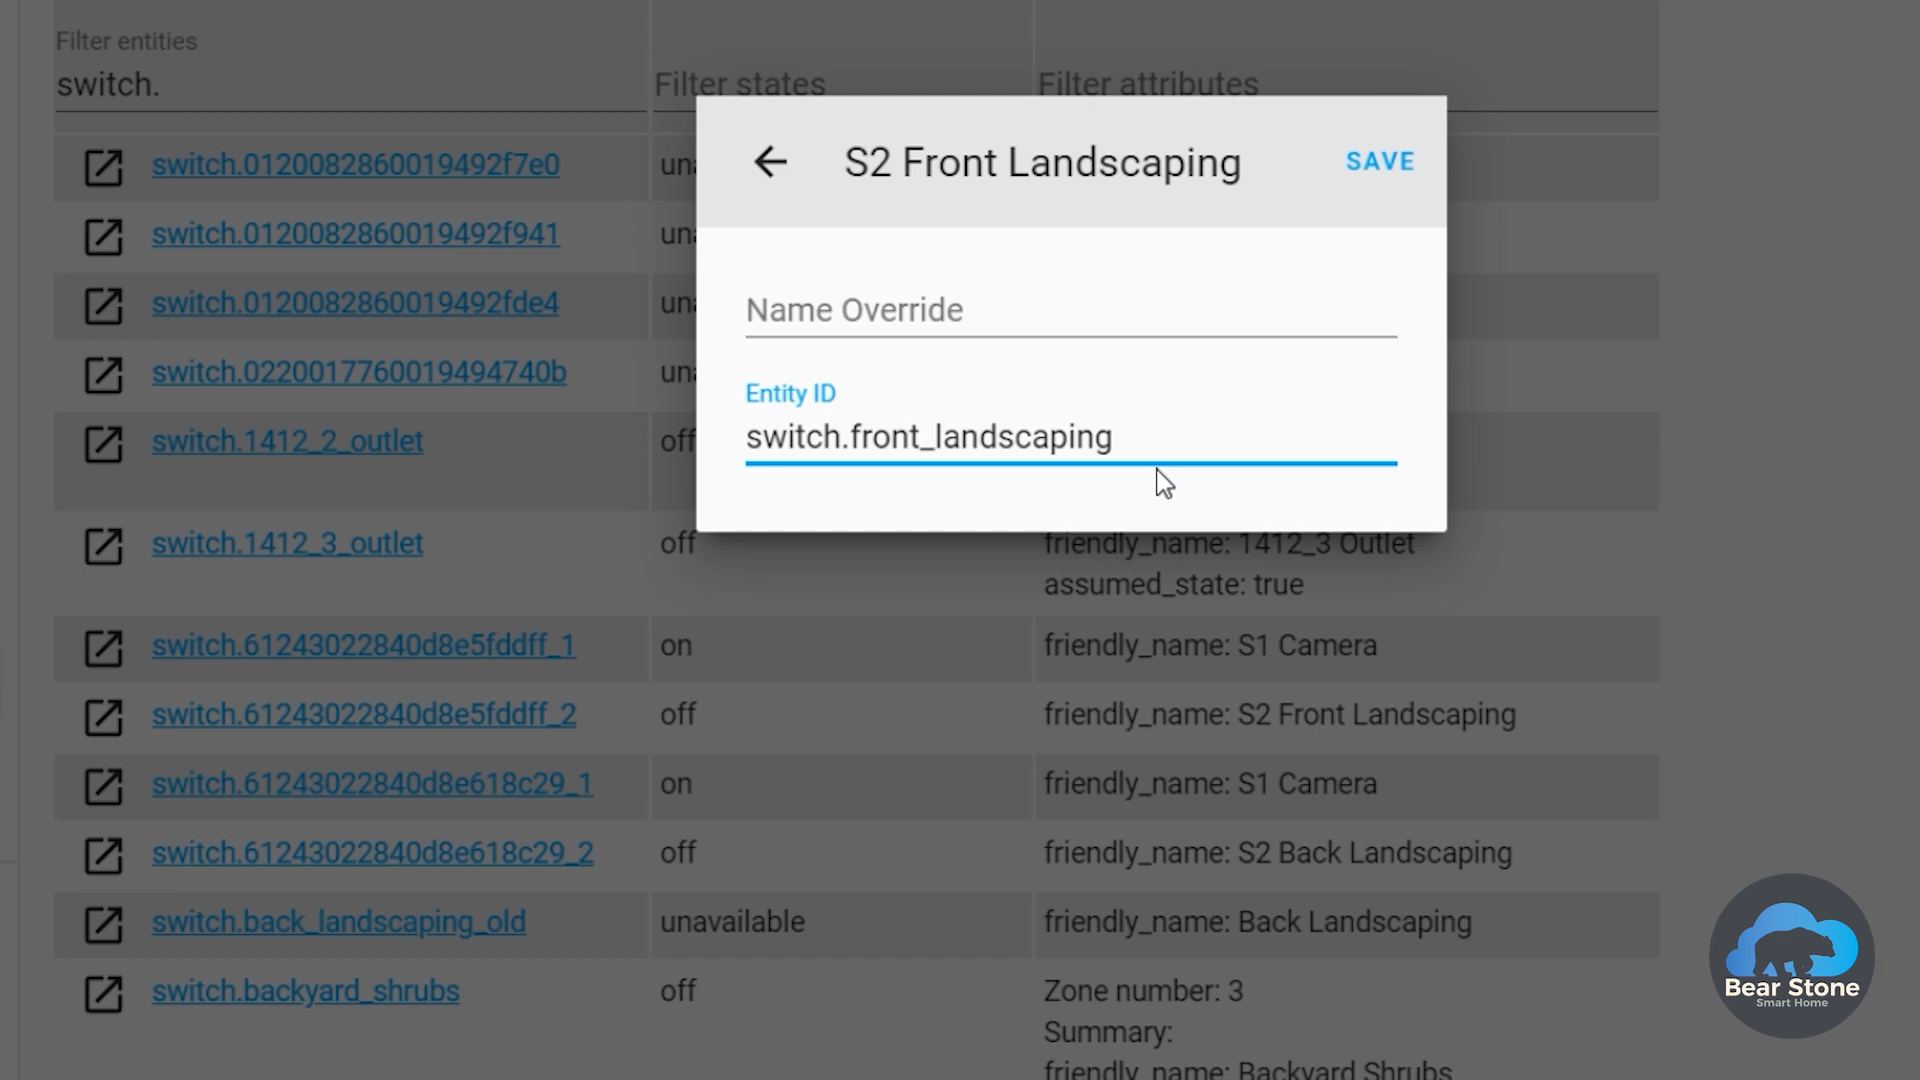 Filter entities
switch.
Filter states
Filter attributes
S2 Front Landscaping
SAVE
Name Override
Entity ID
switch.front_landscaping
switch.0120082860019492f7e0
una
switch.0120082860019492f941
una
switch.0120082860019492fde4
una
switch.0220017760019494740b
una
switch.1412_2_outlet
off
switch.1412_3_outlet
off
friendly_name: 1412_3 Outlet
assumed_state: true
switch.61243022840d8e5fddff_1
on
friendly_name: S1 Camera
switch.61243022840d8e5fddff_2
off
friendly_name: S2 Front Landscaping
switch.61243022840d8e618c29_1
on
friendly_name: S1 Camera
switch.61243022840d8e618c29_2
off
friendly_name: S2 Back Landscaping
switch.back_landscaping_old
unavailable
friendly_name: Back Landscaping
switch.backyard_shrubs
off
Zone number: 3
Summary:
friendly_name: Backyard Shrubs
Bear Stone
Smart Home